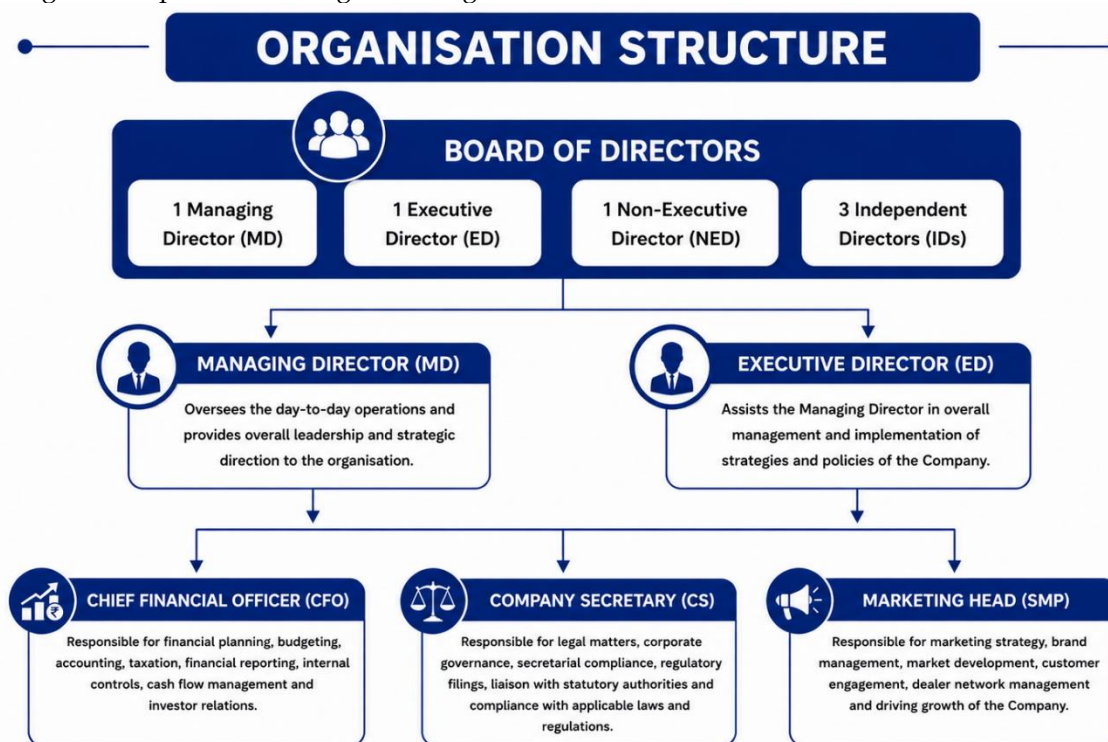 ORGANISATION STRUCTURE
BOARD OF DIRECTORS
1 Managing
Director (MD)
1 Executive
Director (ED)
1 Non-Executive
Director (NED)
3 Independent
Directors (IDs)
MANAGING DIRECTOR (MD)
Oversees the day-to-day operations and
provides overall leadership and strategic
direction to the organisation.
EXECUTIVE DIRECTOR (ED)
Assists the Managing Director in overall
management and implementation of
strategies and policies of the Company.
CHIEF FINANCIAL OFFICER (CFO)
Responsible for financial planning, budgeting,
accounting, taxation, financial reporting, internal
controls, cash flow management and
investor relations.
COMPANY SECRETARY (CS)
Responsible for legal matters, corporate
governance, secretarial compliance, regulatory
filings, liaison with statutory authorities and
compliance with applicable laws and
regulations.
MARKETING HEAD (SMP)
Responsible for marketing strategy, brand
management, market development, customer
engagement, dealer network management
and driving growth of the Company.